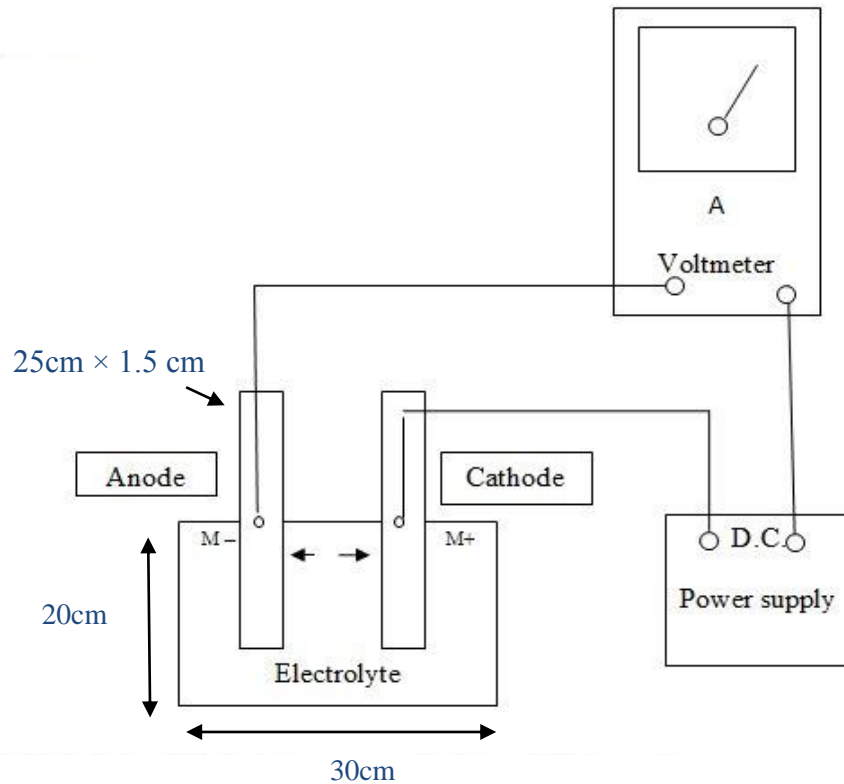 A
Voltmeter
25cm × 1.5 cm
Anode
Cathode
M –
M+
D.C.
Power supply
20cm
Electrolyte
30cm